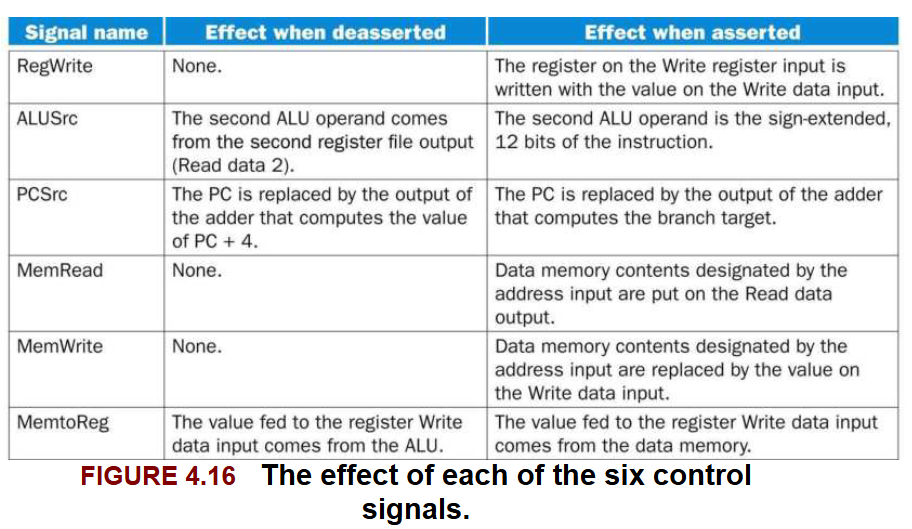 Signal name Effect when deasserted Effect when asserted
RegWrite None. The register on the Write register input is
written with the value on the Write data input.
ALUSrc The second ALU operand comes The second ALU operand is the sign-extended,
from the second register file output 12 bits of the instruction.
(Read data 2).
PCSrc The PC is replaced by the output of The PC is replaced by the output of the adder
the adder that computes the value that computes the branch target.
of PC + 4.
MemRead None. Data memory contents designated by the
address input are put on the Read data
output.
MemWrite None. Data memory contents designated by the
address input are replaced by the value on
the Write data input.
MemtoReg The value fed to the register Write The value fed to the register Write data input
data input comes from the ALU. comes from the data memory.
FIGURE 4.16 The effect of each of the six control
signals.